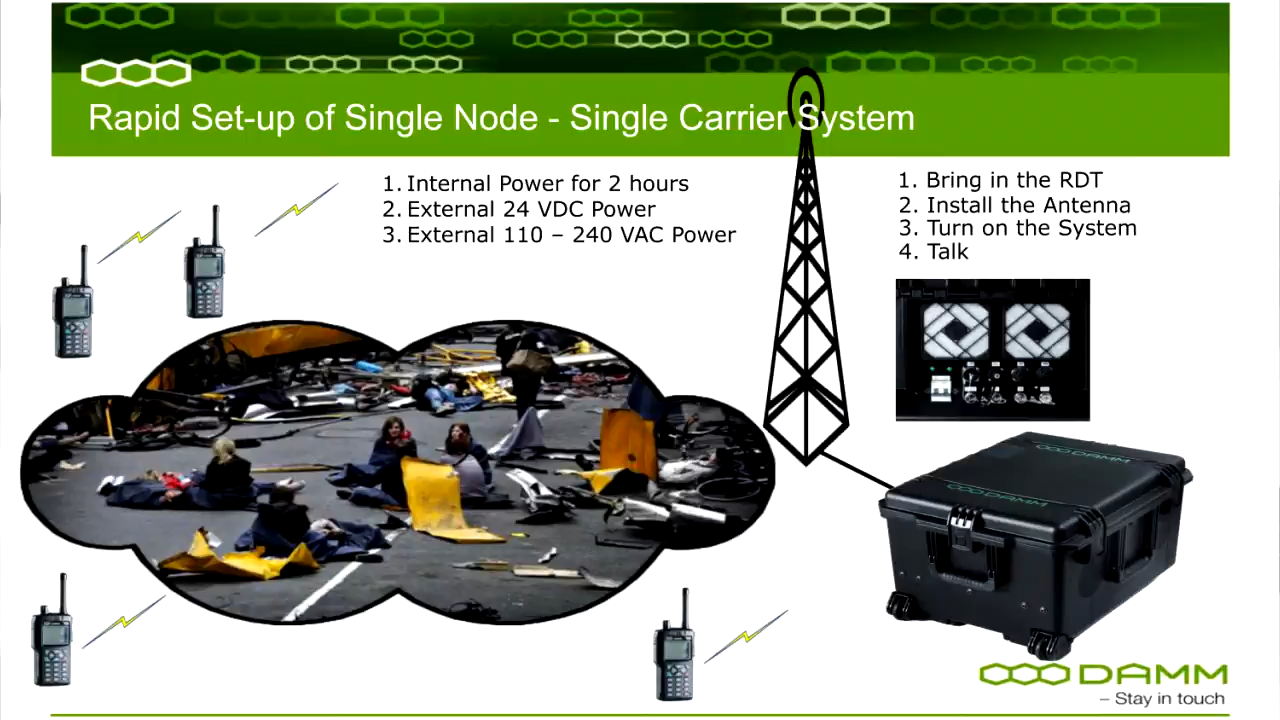 Rapid Set-up of Single Node - Single Carrier System
1. Internal Power for 2 hours
2. External 24 VDC Power
3. External 110 – 240 VAC Power
1. Bring in the RDT
2. Install the Antenna
3. Turn on the System
4. Talk
DAMM
DAMM
DAMM
– Stay in touch